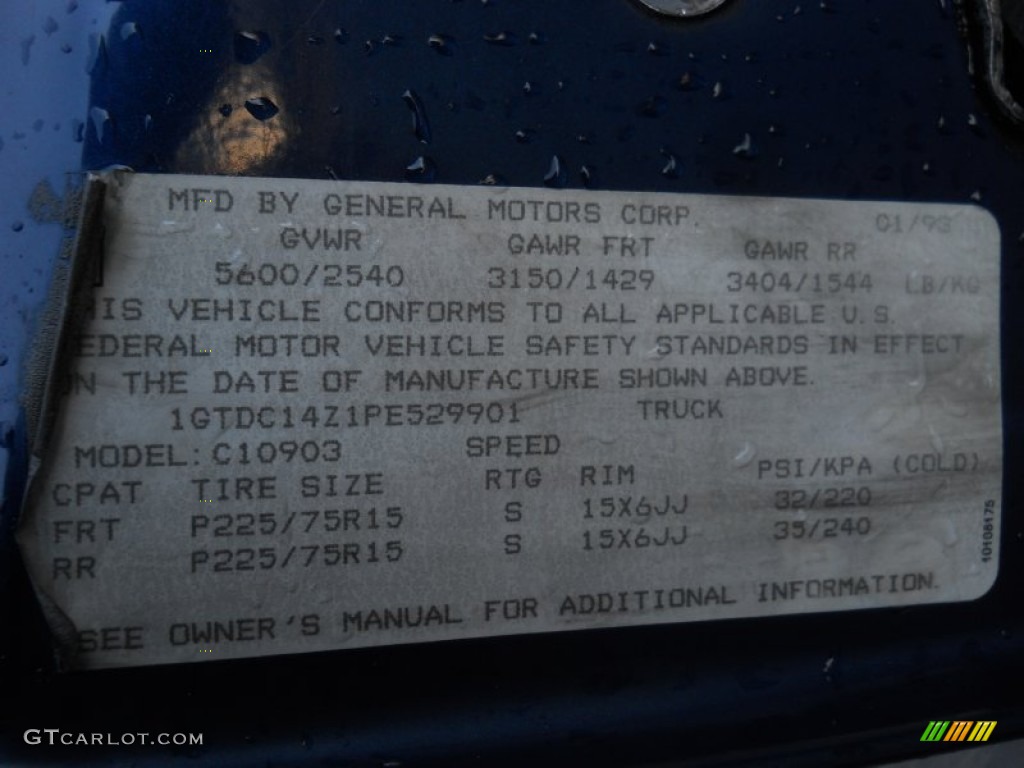 MFD BY GENERAL MOTORS CORP. 01/93
GVWR GAWR FRT GAWR RR
5600/2540 3150/1429 3404/1544 LB/KG
HIS VEHICLE CONFORMS TO ALL APPLICABLE U.S.
EDERAL MOTOR VEHICLE SAFETY STANDARDS IN EFFECT
ON THE DATE OF MANUFACTURE SHOWN ABOVE.
1GTDC14Z1PE529901 TRUCK
MODEL: C10903 SPEED
CPAT TIRE SIZE RTG RIM PSI/KPA (COLD)
FRT P225/75R15 S 15X6JJ 32/220
RR P225/75R15 S 15X6JJ 35/240
SEE OWNER'S MANUAL FOR ADDITIONAL INFORMATION.
10108175
GTCARLOT.COM